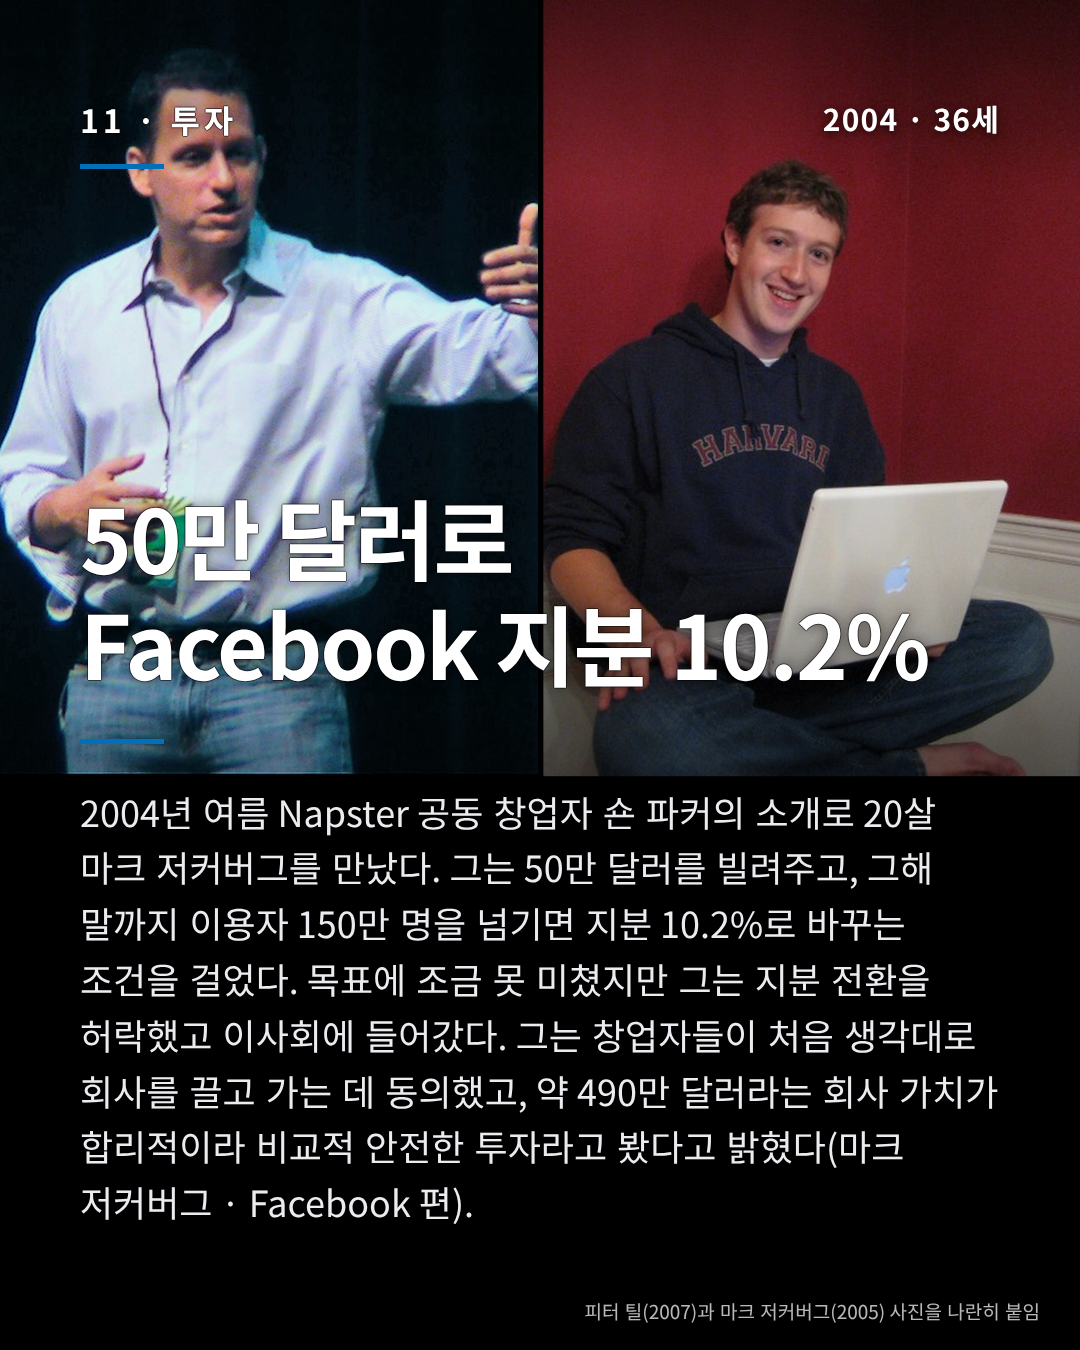 11 · 투자
2004 · 36세
HARVARD
50만 달러로
Facebook 지분 10.2%
2004년 여름 Napster 공동 창업자 숀 파커의 소개로 20살
마크 저커버그를 만났다. 그는 50만 달러를 빌려주고, 그해
말까지 이용자 150만 명을 넘기면 지분 10.2%로 바꾸는
조건을 걸었다. 목표에 조금 못 미쳤지만 그는 지분 전환을
허락했고 이사회에 들어갔다. 그는 창업자들이 처음 생각대로
회사를 끌고 가는 데 동의했고, 약 490만 달러라는 회사 가치가
합리적이라 비교적 안전한 투자라고 봤다고 밝혔다(마크
저커버그 · Facebook 편).
피터 틸(2007)과 마크 저커버그(2005) 사진을 나란히 붙임